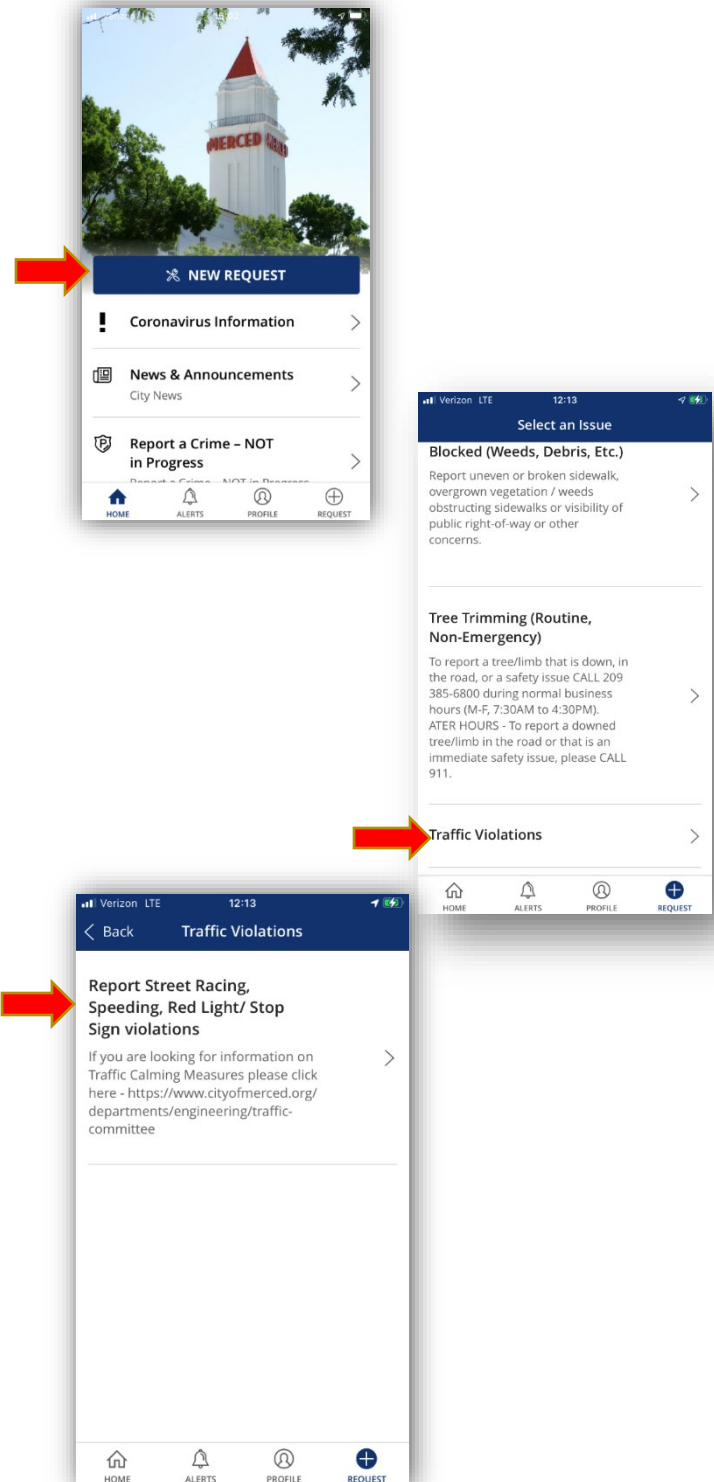 MERCED
NEW REQUEST
Coronavirus Information
News & Announcements
City News
Report a Crime – NOT
in Progress
Report a Crime - NOT in Progress
HOME
ALERTS
PROFILE
REQUEST
Verizon LTE
12:13
Select an Issue
Blocked (Weeds, Debris, Etc.)
Report uneven or broken sidewalk,
overgrown vegetation / weeds
obstructing sidewalks or visibility of
public right-of-way or other
concerns.
Tree Trimming (Routine,
Non-Emergency)
To report a tree/limb that is down, in
the road, or a safety issue CALL 209
385-6800 during normal business
hours (M-F, 7:30AM to 4:30PM).
ATER HOURS - To report a downed
tree/limb in the road or that is an
immediate safety issue, please CALL
911.
Traffic Violations
HOME
ALERTS
PROFILE
REQUEST
Verizon LTE
12:13
Back
Traffic Violations
Report Street Racing,
Speeding, Red Light/ Stop
Sign violations
If you are looking for information on
Traffic Calming Measures please click
here - https://www.cityofmerced.org/
departments/engineering/traffic-
committee
HOME
ALERTS
PROFILE
REQUEST